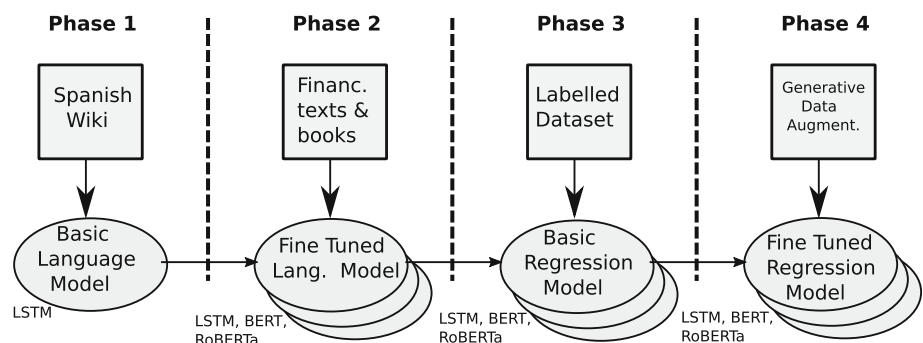 Phase 1
Phase 2
Phase 3
Phase 4
Spanish
Wiki
Financ.
texts &
books
Labelled
Dataset
Generative
Data
Augment.
Basic
Language
Model
Fine Tuned
Lang. Model
Basic
Regression
Model
Fine Tuned
Regression
Model
LSTM
LSTM, BERT,
RoBERTa
LSTM, BERT,
RoBERTa
LSTM, BERT,
RoBERTa